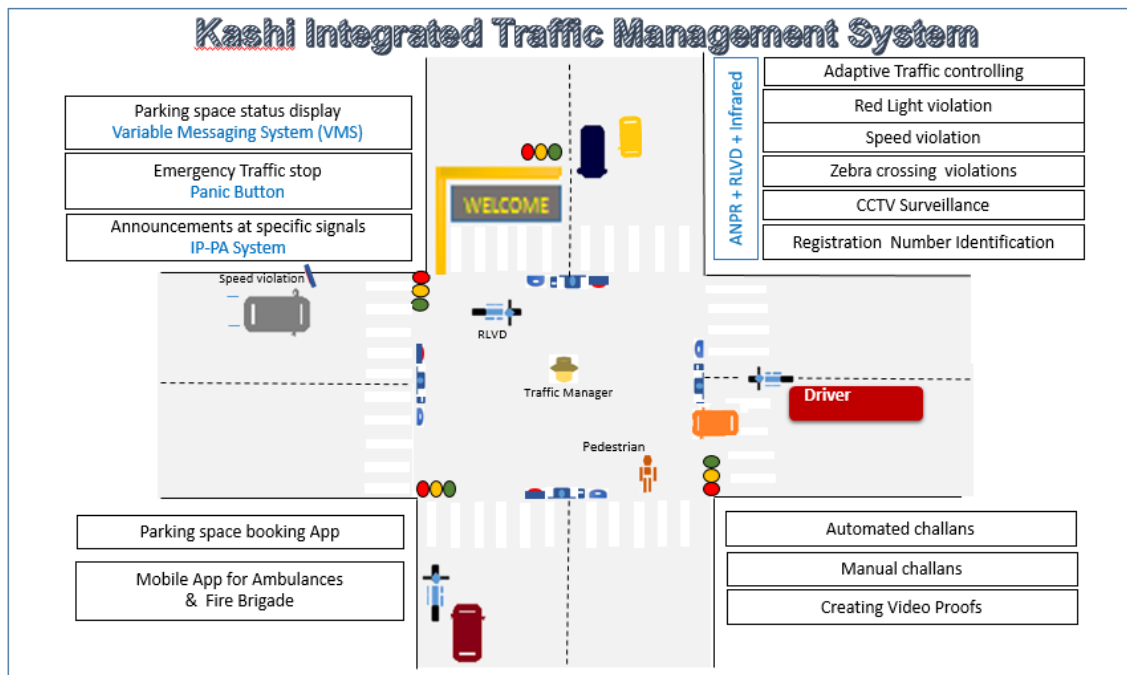 Kashi Integrated Traffic Management System
Parking space status display
Variable Messaging System (VMS)
Emergency Traffic stop
Panic Button
Announcements at specific signals
IP-PA System
WELCOME
ANPR + RLVD + Infrared
Adaptive Traffic controlling
Red Light violation
Speed violation
Zebra crossing violations
CCTV Surveillance
Registration Number Identification
Speed violation
RLVD
Traffic Manager
Driver
Pedestrian
Parking space booking App
Mobile App for Ambulances
& Fire Brigade
Automated challans
Manual challans
Creating Video Proofs